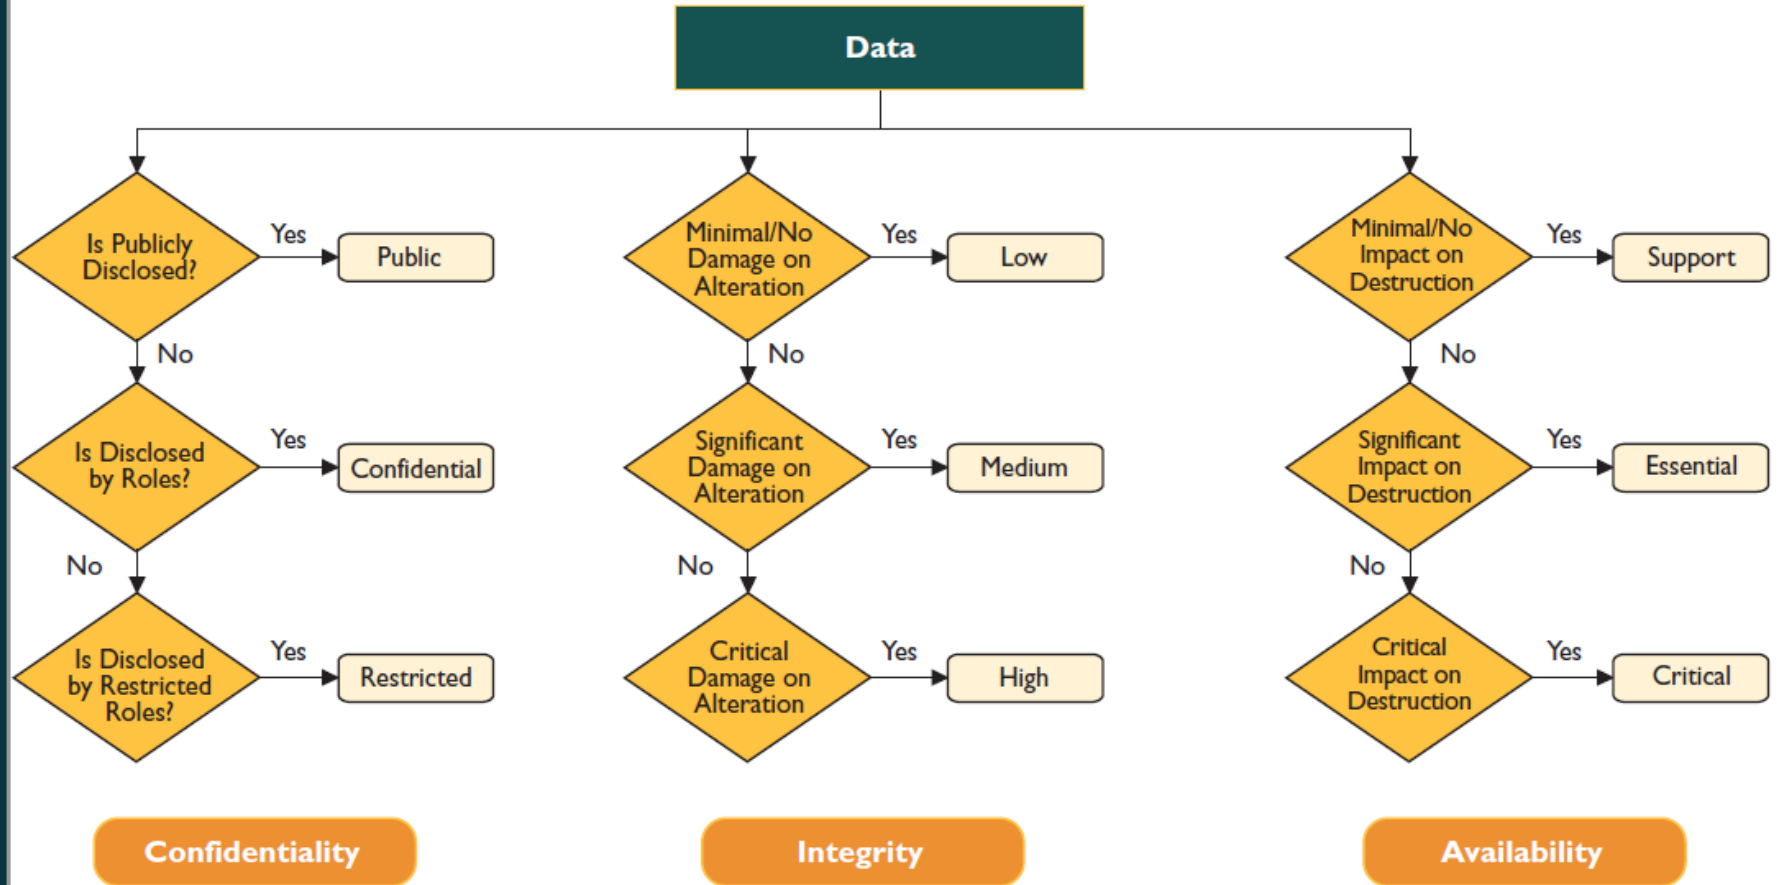 Data
Is Publicly
Disclosed?
Yes
Public
No
Is Disclosed
by Roles?
Yes
Confidential
No
Is Disclosed
by Restricted
Roles?
Yes
Restricted
Confidentiality
Minimal/No
Damage on
Alteration
Yes
Low
No
Significant
Damage on
Alteration
Yes
Medium
No
Critical
Damage on
Alteration
Yes
High
Integrity
Minimal/No
Impact on
Destruction
Yes
Support
No
Significant
Impact on
Destruction
Yes
Essential
No
Critical
Impact on
Destruction
Yes
Critical
Availability